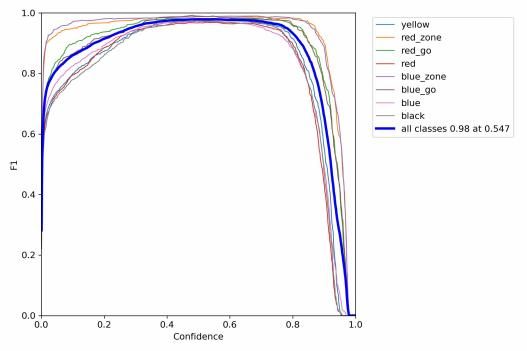 1.0
0.8
0.6
0.4
0.2
0.0
F1
0.0 0.2 0.4 0.6 0.8 1.0
Confidence
yellow
red_zone
red_go
red
blue_zone
blue_go
blue
black
all classes 0.98 at 0.547